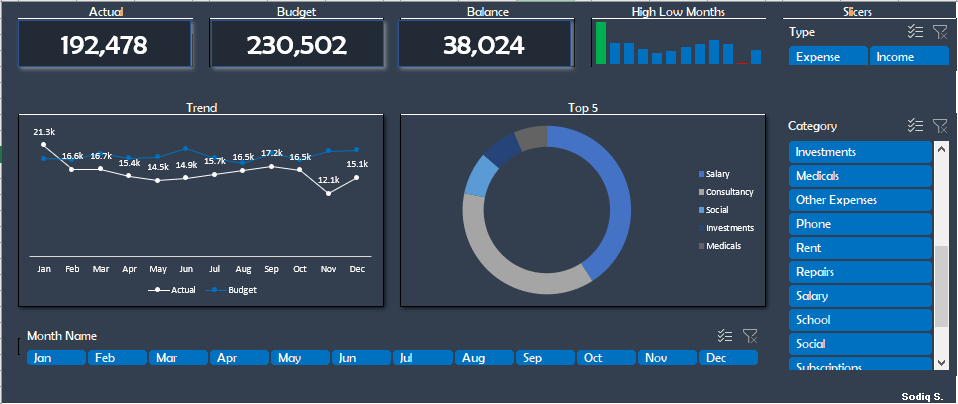 Actual
192,478
Budget
230,502
Balance
38,024
High Low Months
Slicers
Type
Expense Income
Trend
21.3k 16.6k 16.7k 15.4k 14.5k 14.9k 15.7k 16.5k 17.2k 16.5k 12.1k 15.1k
Jan Feb Mar Apr May Jun Jul Aug Sep Oct Nov Dec
Actual Budget
Top 5
Salary
Consultancy
Social
Investments
Medicals
Category
Investments
Medicals
Other Expenses
Phone
Rent
Repairs
Salary
School
Social
Subscriptions
Month Name
Jan Feb Mar Apr May Jun Jul Aug Sep Oct Nov Dec
Sodiq S.